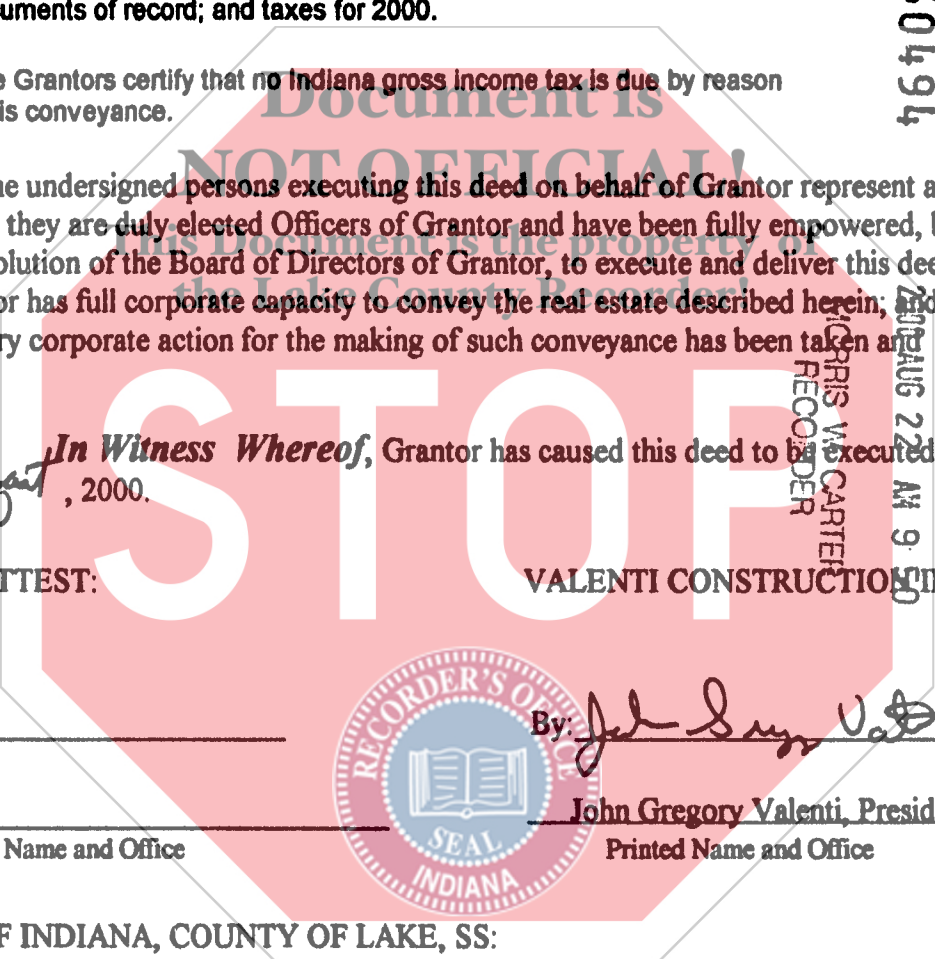 uments of record; and taxes for 2000.
e Grantors certify that no Indiana gross income tax is due by reason
is conveyance.
Document is
NOT OFFICIAL!
This Document is the property of
the Lake County Recorder!
ne undersigned persons executing this deed on behalf of Grantor represent a
they are duly elected Officers of Grantor and have been fully empowered, b
olution of the Board of Directors of Grantor, to execute and deliver this dee
or has full corporate capacity to convey the real estate described herein; and
ry corporate action for the making of such conveyance has been taken and
STOP
In Witness Whereof, Grantor has caused this deed to be executed
, 2000.
TTEST:
VALENTI CONSTRUCTION
By:
John Gregory Valenti, Presid
Name and Office
Printed Name and Office
RECORDER'S OFFICE
SEAL
INDIANA
F INDIANA, COUNTY OF LAKE, SS:
0494
2000 AUG 22 AM 9:50
MORRIS W. CARTER
RECORDER